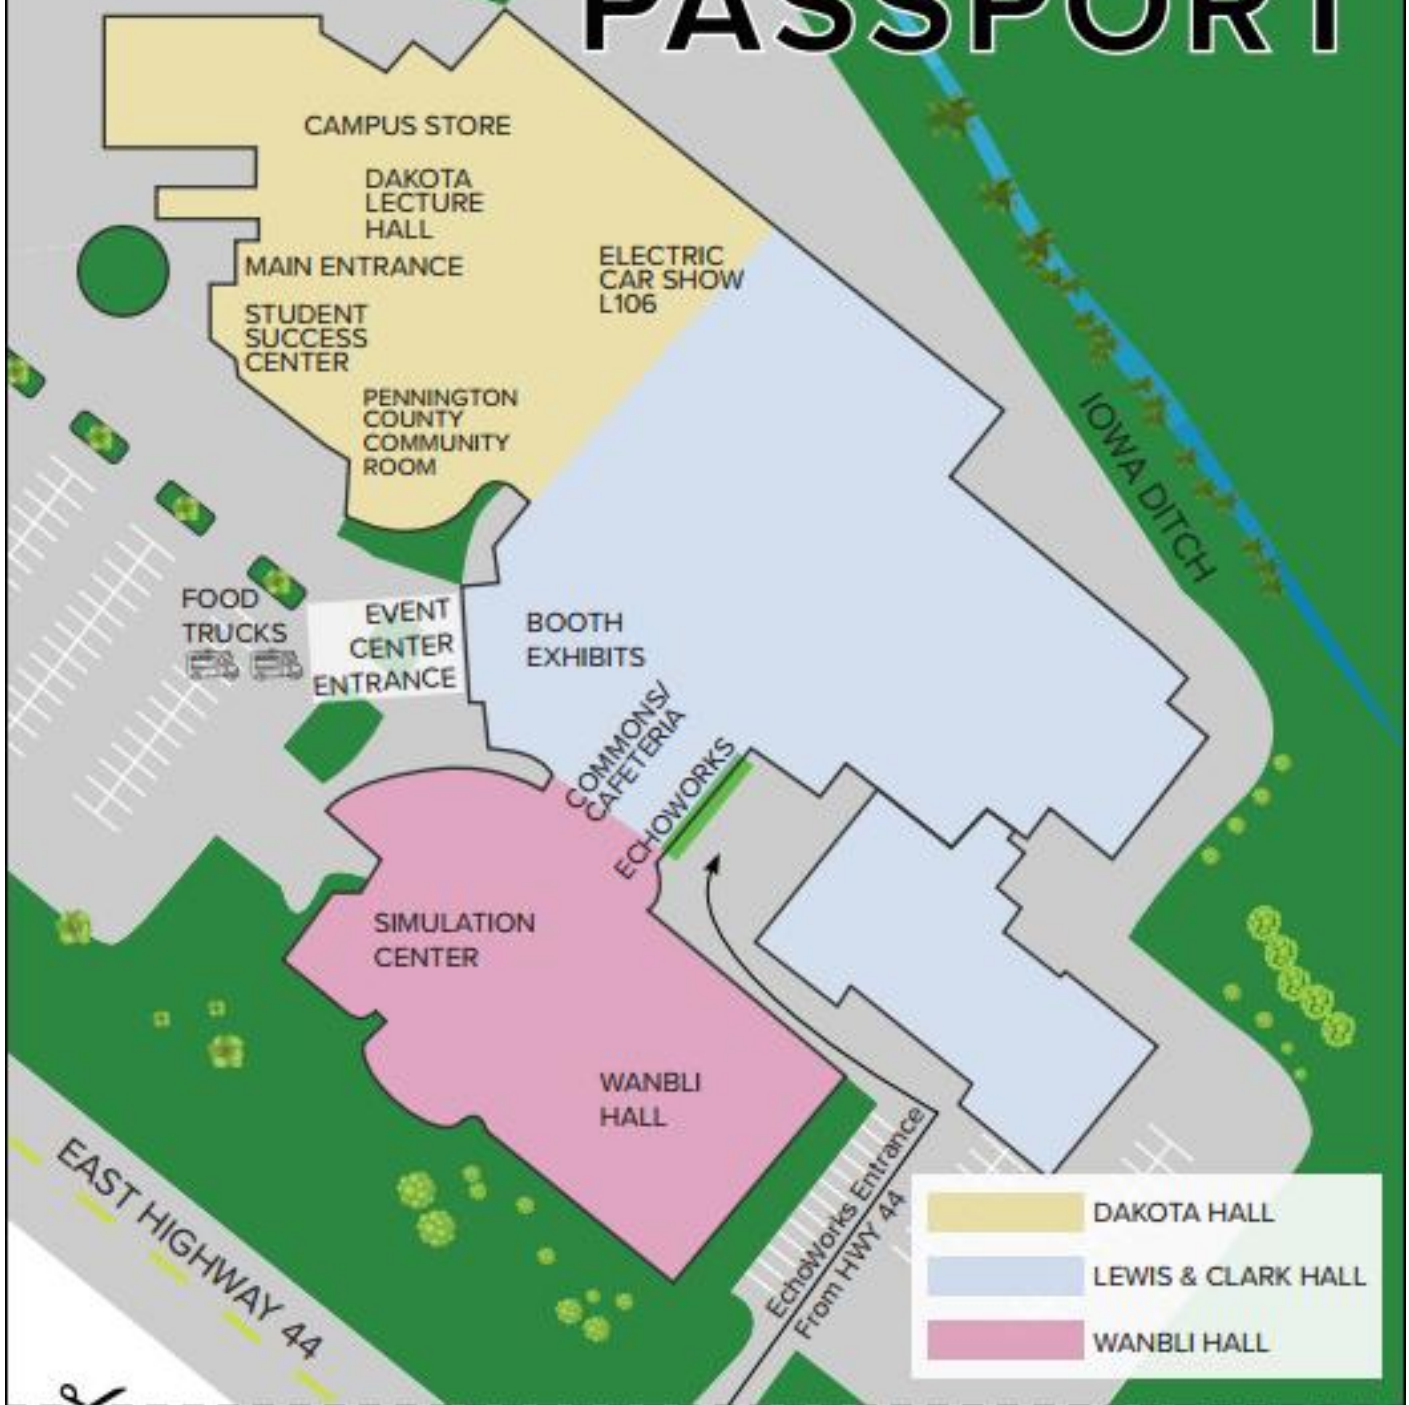 PASSPORT
CAMPUS STORE
DAKOTA
LECTURE
HALL
MAIN ENTRANCE
ELECTRIC
CAR SHOW
L106
STUDENT
SUCCESS
CENTER
PENNINGTON
COUNTY
COMMUNITY
ROOM
IOWA DITCH
FOOD
TRUCKS
EVENT
CENTER
ENTRANCE
BOOTH
EXHIBITS
COMMONS/
CAFETERIA
ECHOWORKS
SIMULATION
CENTER
WANBLI
HALL
EchoWorks Entrance
From HWY 44
EAST HIGHWAY 44
DAKOTA HALL
LEWIS & CLARK HALL
WANBLI HALL